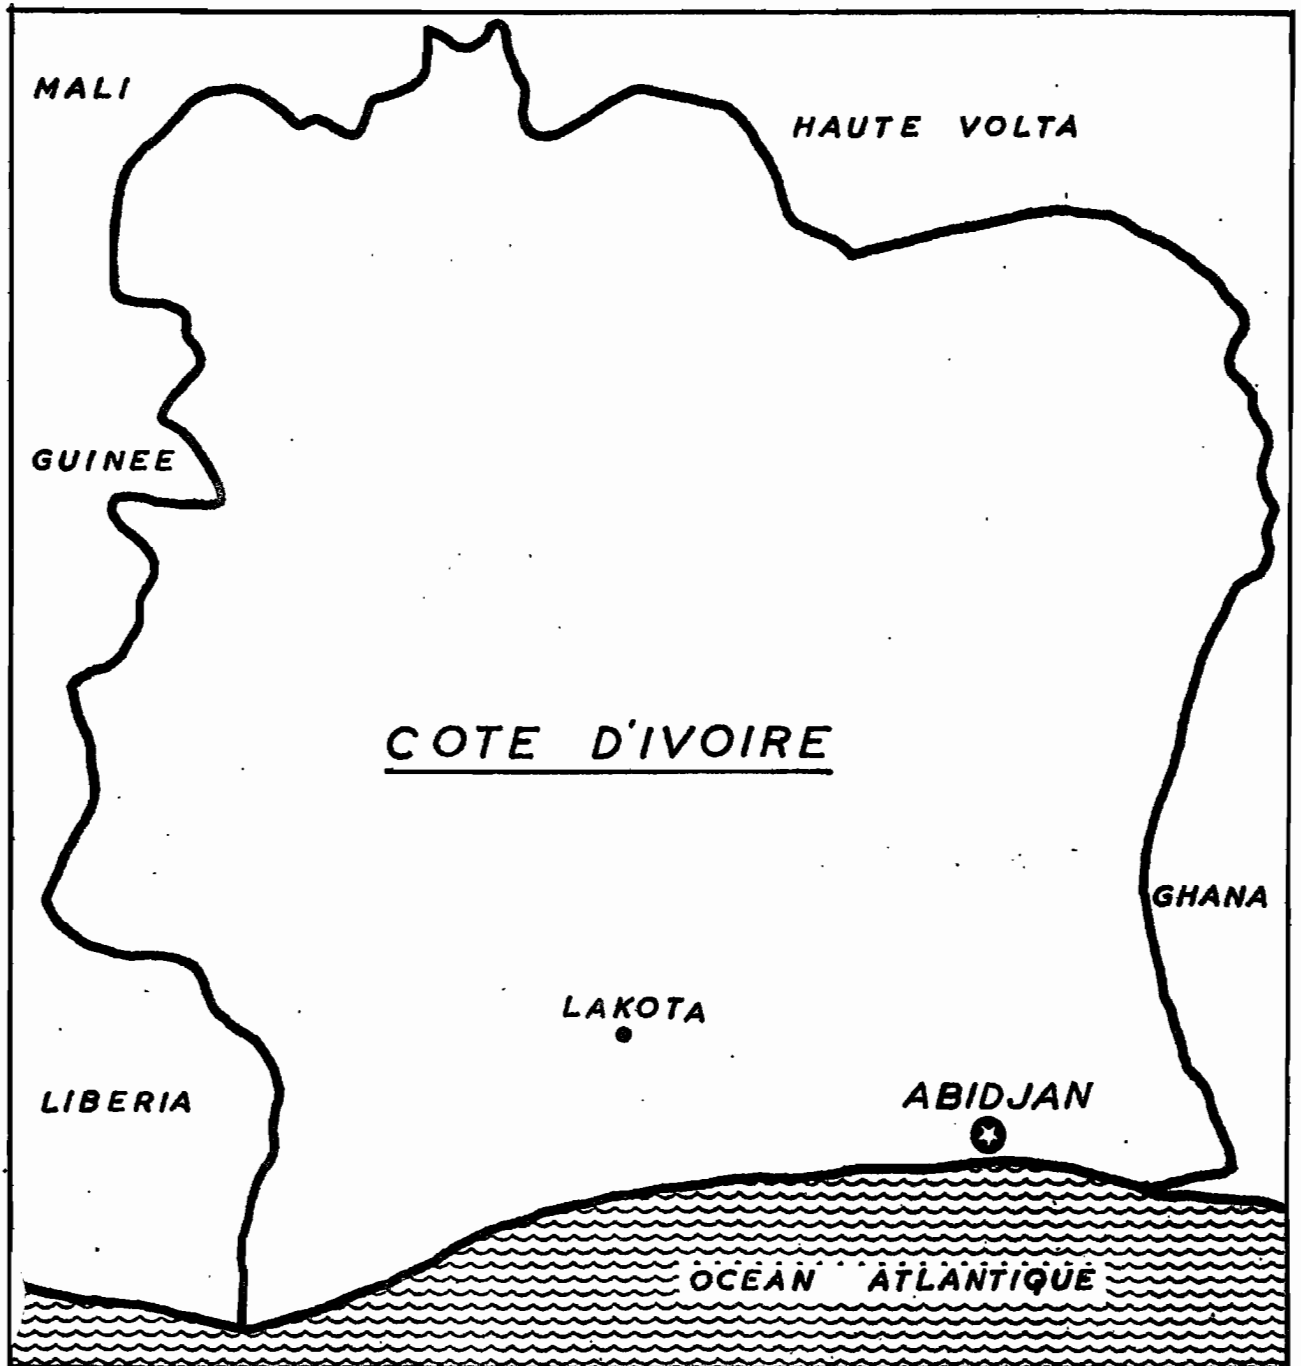 MALI
HAUTE VOLTA
GUINEE
COTE D'IVOIRE
GHANA
LAKOTA
ABIDJAN
LIBERIA
OCEAN ATLANTIQUE